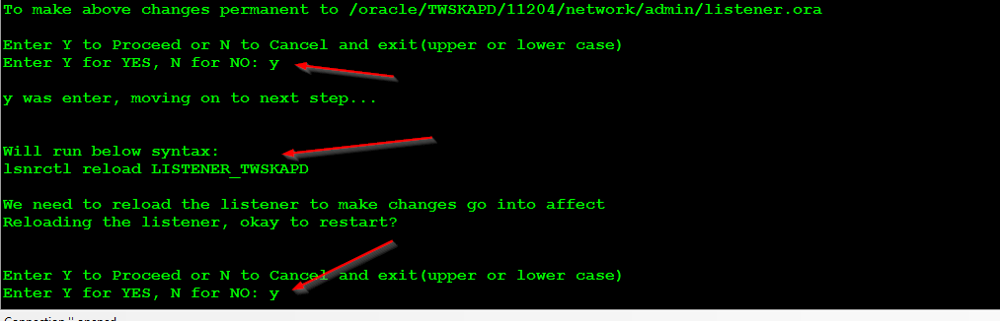 To make above changes permanent to /oracle/TWSKAPD/11204/network/admin/listener.ora
Enter Y to Proceed or N to Cancel and exit(upper or lower case)
Enter Y for YES, N for NO: y
y was enter, moving on to next step...
Will run below syntax:
lsnrctl reload LISTENER_TWSKAPD
We need to reload the listener to make changes go into affect
Reloading the listener, okay to restart?
Enter Y to Proceed or N to Cancel and exit(upper or lower case)
Enter Y for YES, N for NO: y